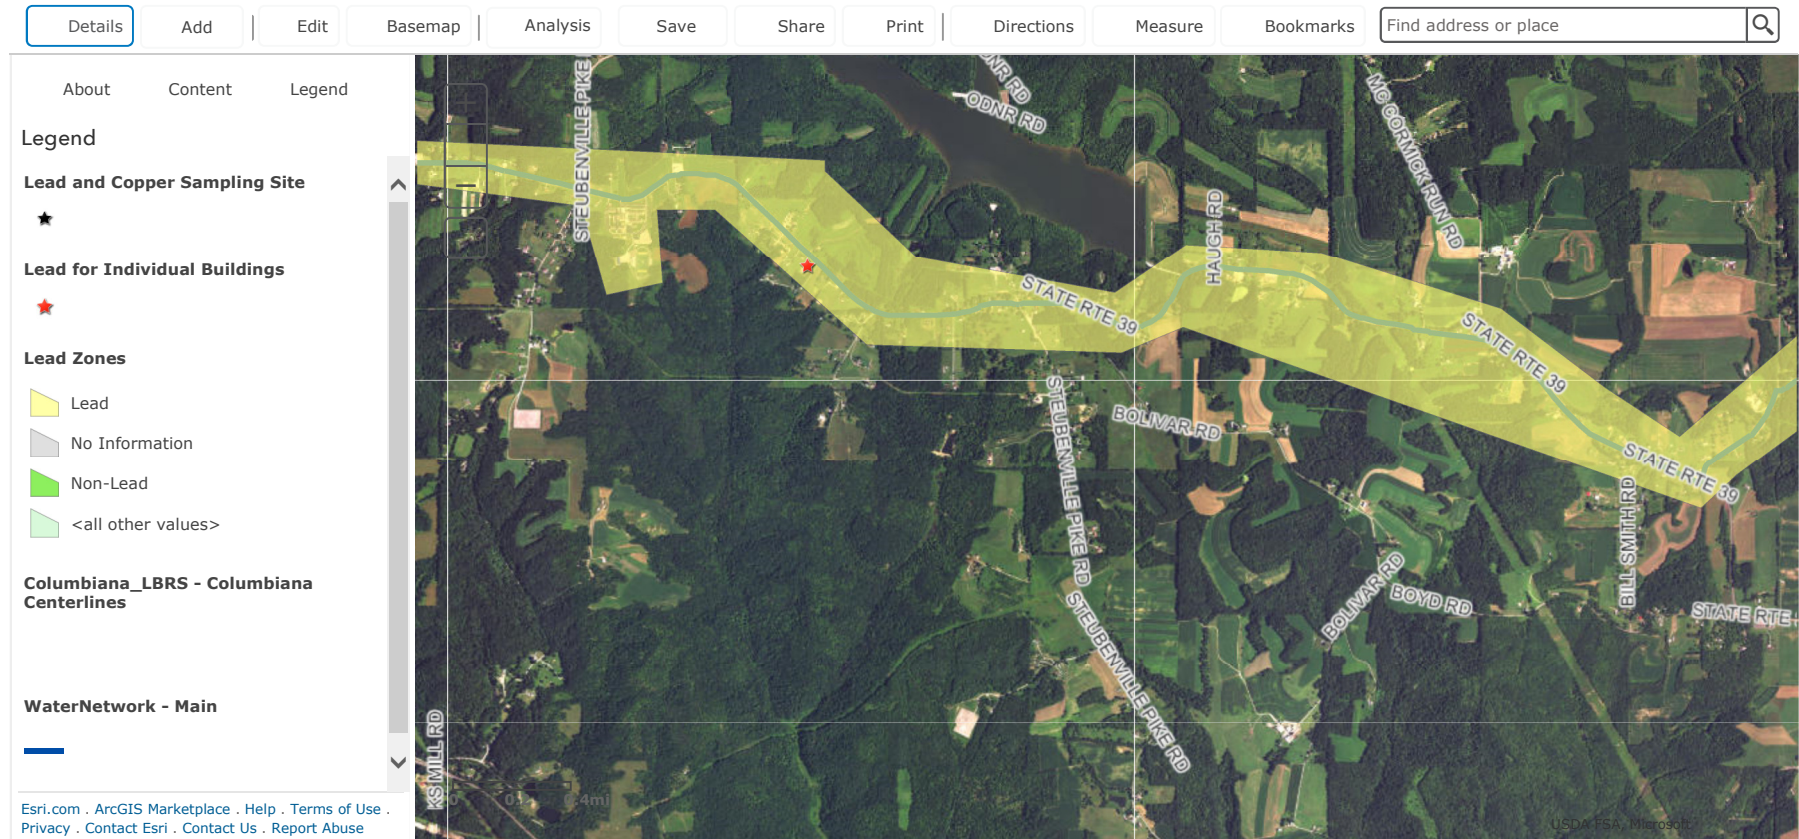 Details Add Edit Basemap Analysis Save Share Print Directions Measure Bookmarks Find address or place
About Content Legend
Legend
Lead and Copper Sampling Site
Lead for Individual Buildings
Lead Zones
Lead
No Information
Non-Lead
<all other values>
Columbiana_LBRS - Columbiana
Centerlines
WaterNetwork - Main
Esri.com . ArcGIS Marketplace . Help . Terms of Use .
Privacy . Contact Esri . Contact Us . Report Abuse
STEUBENVILLE PIKE
ODNR RD
MC CORMICK RUN RD
HAUGH RD
STATE RTE 39
STATE RTE 39
STATE RTE 39
STEUBENVILLE PIKE RD
BOLIVAR RD
BILL SMITH RD
BOLIVAR RD
BOYD RD
STATE RTE
STEUBENVILLE PIKE RD
KS MILL RD
0.4mi
USDA FSA, Microsoft